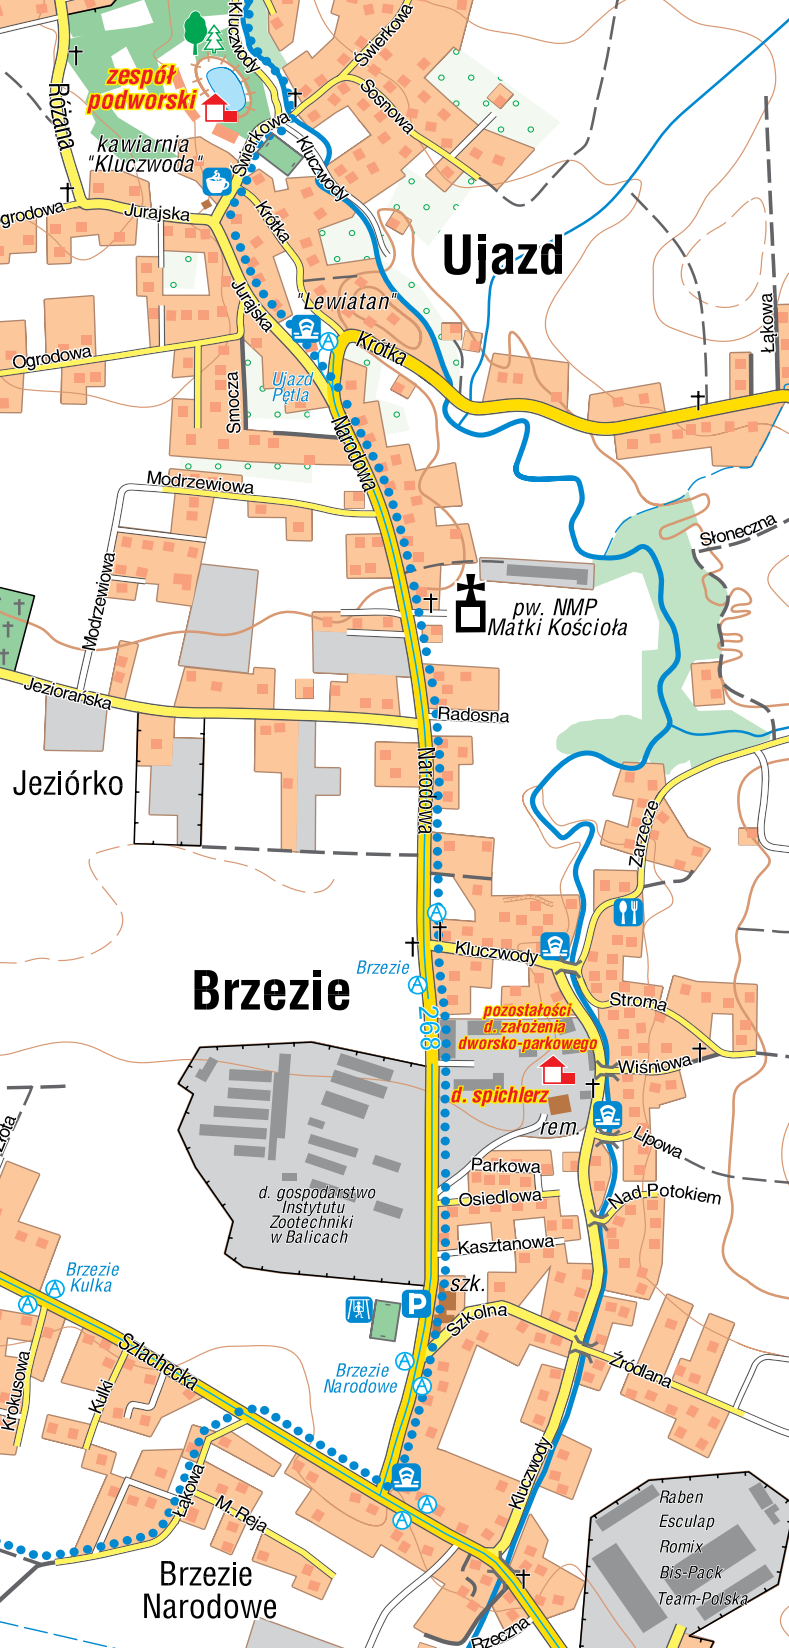 Kluczwody
Świerkowa
zespół
podworski
Różana
Sosnowa
kawiarnia
"Kluczwoda"
Świerkowa
Kluczwody
grodowa
Jurajska
Krótka
Ujazd
Jurajska
"Lewiatan"
Łąkowa
Krótka
Ogrodowa
A
Ujazd
Pętla
Smocza
Narodowa
Modrzewiowa
Słoneczna
Modrzewiowa
pw. NMP
Matki Kościoła
Jeziorańska
Radosna
Narodowa
Jeziórko
Zarzecze
A
Kluczwody
Brzezie
A
Brzezie
Stroma
268
pozostałości
d. założenia
dworsko-parkowego
Wiśniowa
d. spichlerz
rem.
Złota
Lipowa
Parkowa
Osiedlowa
Nad Potokiem
d. gospodarstwo
Instytutu
Zootechniki
w Balicach
Kasztanowa
Brzezie
Kulka
A
A
szk.
P
Szkolna
Szlachecka
Źródlana
Brzezie
Narodowe
A
A
Krokusowa
Kulki
Kluczwody
Łąkowa
M. Reja
A
A
Raben
Esculap
Romix
Bis-Pack
Team-Polska
Brzezie
Narodowe
Rzeczna